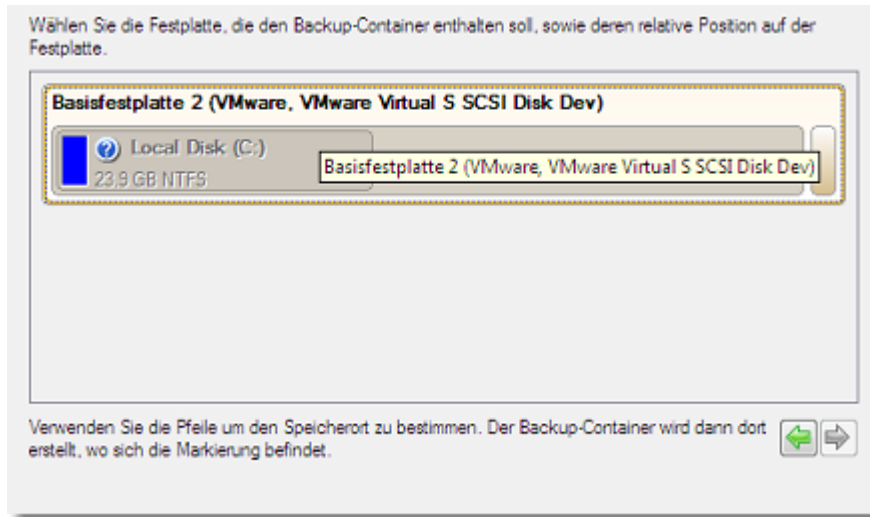 Wählen Sie die Festplatte, die den Backup-Container enthalten soll, sowie deren relative Position auf der
Festplatte.
Basisfestplatte 2 (VMware, VMware Virtual S SCSI Disk Dev)
Local Disk (C:)
Basisfestplatte 2 (VMware, VMware Virtual S SCSI Disk Dev)
23,9 GB NTFS
Verwenden Sie die Pfeile um den Speicherort zu bestimmen. Der Backup-Container wird dann dort
erstellt, wo sich die Markierung befindet.